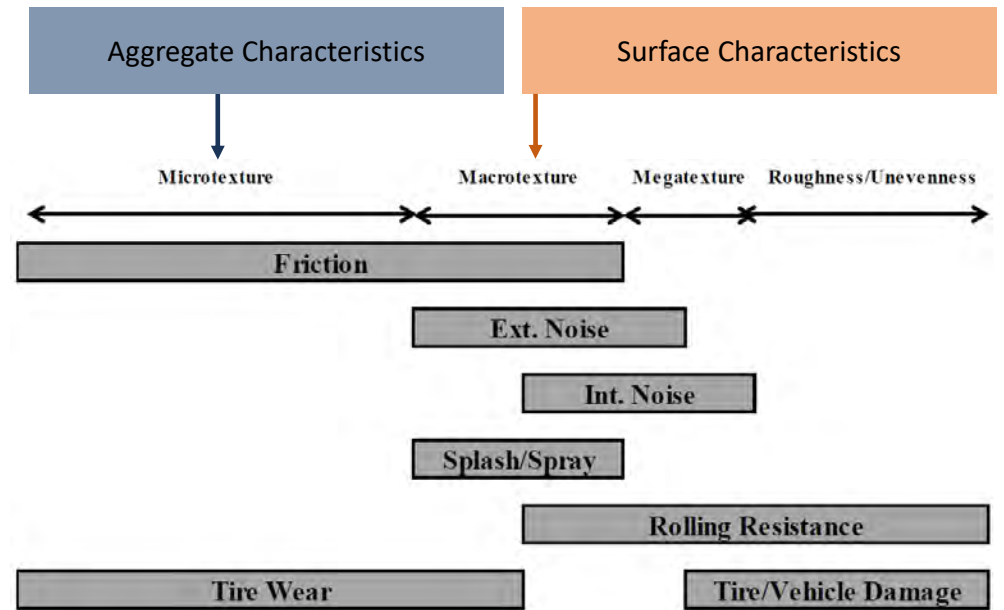 Aggregate Characteristics
Surface Characteristics
Microtexture
Macrotexture
Megatexture
Roughness/Unevenness
Friction
Ext. Noise
Int. Noise
Splash/Spray
Rolling Resistance
Tire Wear
Tire/Vehicle Damage